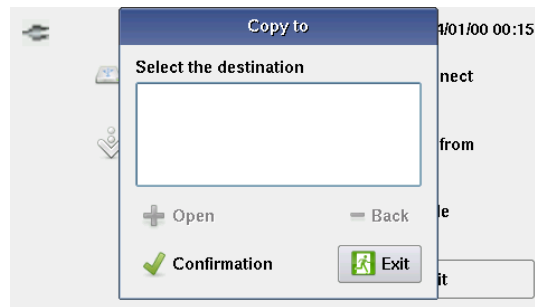 Copy to
4/01/00 00:15
Select the destination
nect
from
Open
Back
le
Confirmation
Exit
it